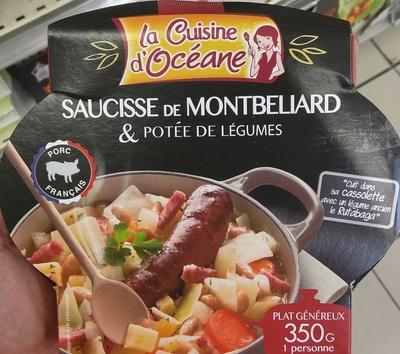 La Cuisine
d'Océane
SAUCISSE DE MONTBELIARD
& POTÉE DE LÉGUMES
PORC
FRANÇAIS
"Cuit dans
sa cassolette
avec un légume ancien
le Rutabaga"
PLAT GÉNÉREUX
350G
1 personne